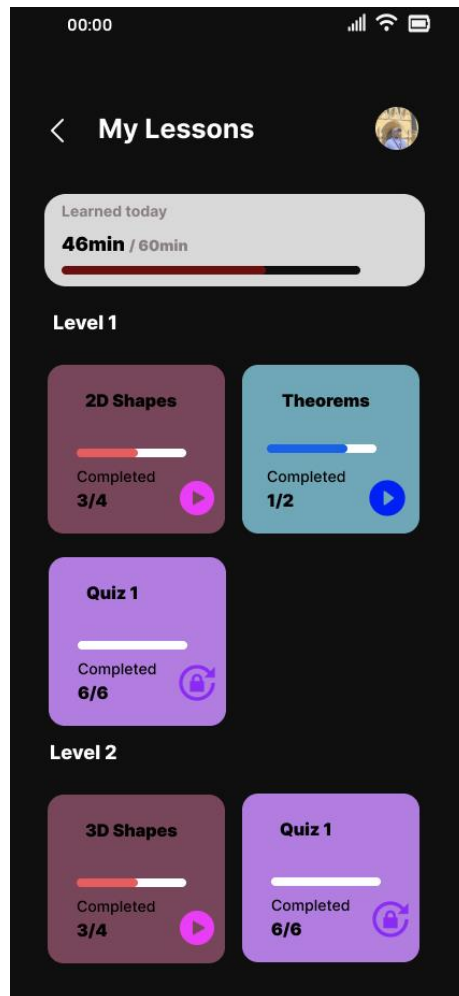 00:00
My Lessons
Learned today
46min / 60min
Level 1
2D Shapes
Completed
3/4
Theorems
Completed
1/2
Quiz 1
Completed
6/6
Level 2
3D Shapes
Completed
3/4
Quiz 1
Completed
6/6